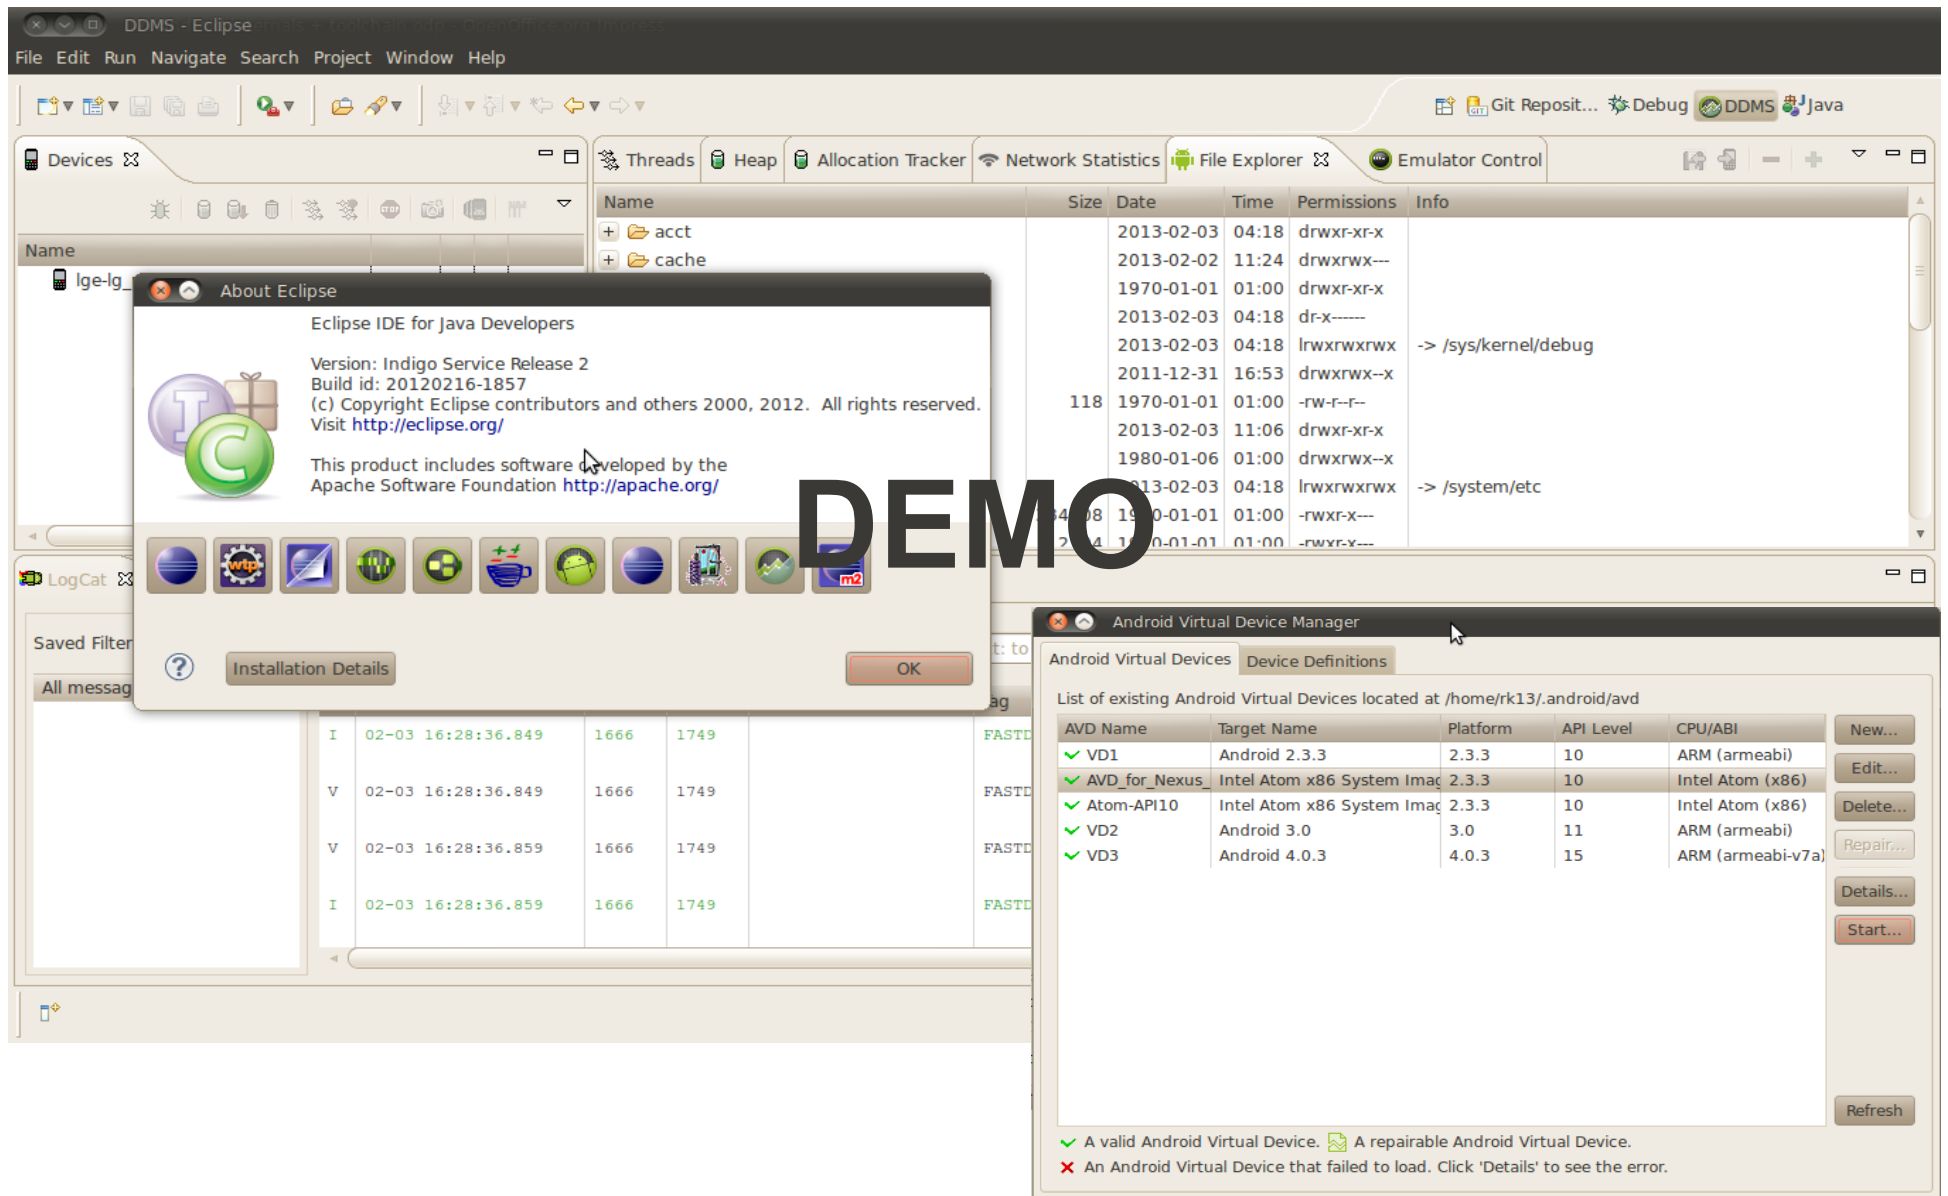 DDMS - Eclipse
File Edit Run Navigate Search Project Window Help
Git Reposit... Debug DDMS Java
Devices
Threads Heap Allocation Tracker Network Statistics File Explorer Emulator Control
Name
lge-lg_
Name Size Date Time Permissions Info
acct 2013-02-03 04:18 drwxr-xr-x
cache 2013-02-02 11:24 drwxrwx---
1970-01-01 01:00 drwxr-xr-x
2013-02-03 04:18 dr-x------
2013-02-03 04:18 lrwxrwxrwx -> /sys/kernel/debug
2011-12-31 16:53 drwxrwx--x
118 1970-01-01 01:00 -rw-r--r--
2013-02-03 11:06 drwxr-xr-x
1980-01-06 01:00 drwxrwx--x
04:18 lrwxrwxrwx -> /system/etc
01:00 -rwxr-x---
01:00 -rwxr-x---
About Eclipse
Eclipse IDE for Java Developers
Version: Indigo Service Release 2
Build id: 20120216-1857
(c) Copyright Eclipse contributors and others 2000, 2012. All rights reserved.
Visit http://eclipse.org/
This product includes software developed by the
Apache Software Foundation http://apache.org/
wtp
m2
Installation Details
OK
DEMO
LogCat
Saved Filter
All messag
I 02-03 16:28:36.849 1666 1749 FASTD
V 02-03 16:28:36.849 1666 1749 FASTD
V 02-03 16:28:36.859 1666 1749 FASTD
I 02-03 16:28:36.859 1666 1749 FASTD
Android Virtual Device Manager
Android Virtual Devices Device Definitions
List of existing Android Virtual Devices located at /home/rk13/.android/avd
AVD Name Target Name Platform API Level CPU/ABI
VD1 Android 2.3.3 2.3.3 10 ARM (armeabi)
AVD_for_Nexus_ Intel Atom x86 System Imag 2.3.3 10 Intel Atom (x86)
Atom-API10 Intel Atom x86 System Imag 2.3.3 10 Intel Atom (x86)
VD2 Android 3.0 3.0 11 ARM (armeabi)
VD3 Android 4.0.3 4.0.3 15 ARM (armeabi-v7a)
New...
Edit...
Delete...
Repair...
Details...
Start...
Refresh
A valid Android Virtual Device. A repairable Android Virtual Device.
An Android Virtual Device that failed to load. Click 'Details' to see the error.